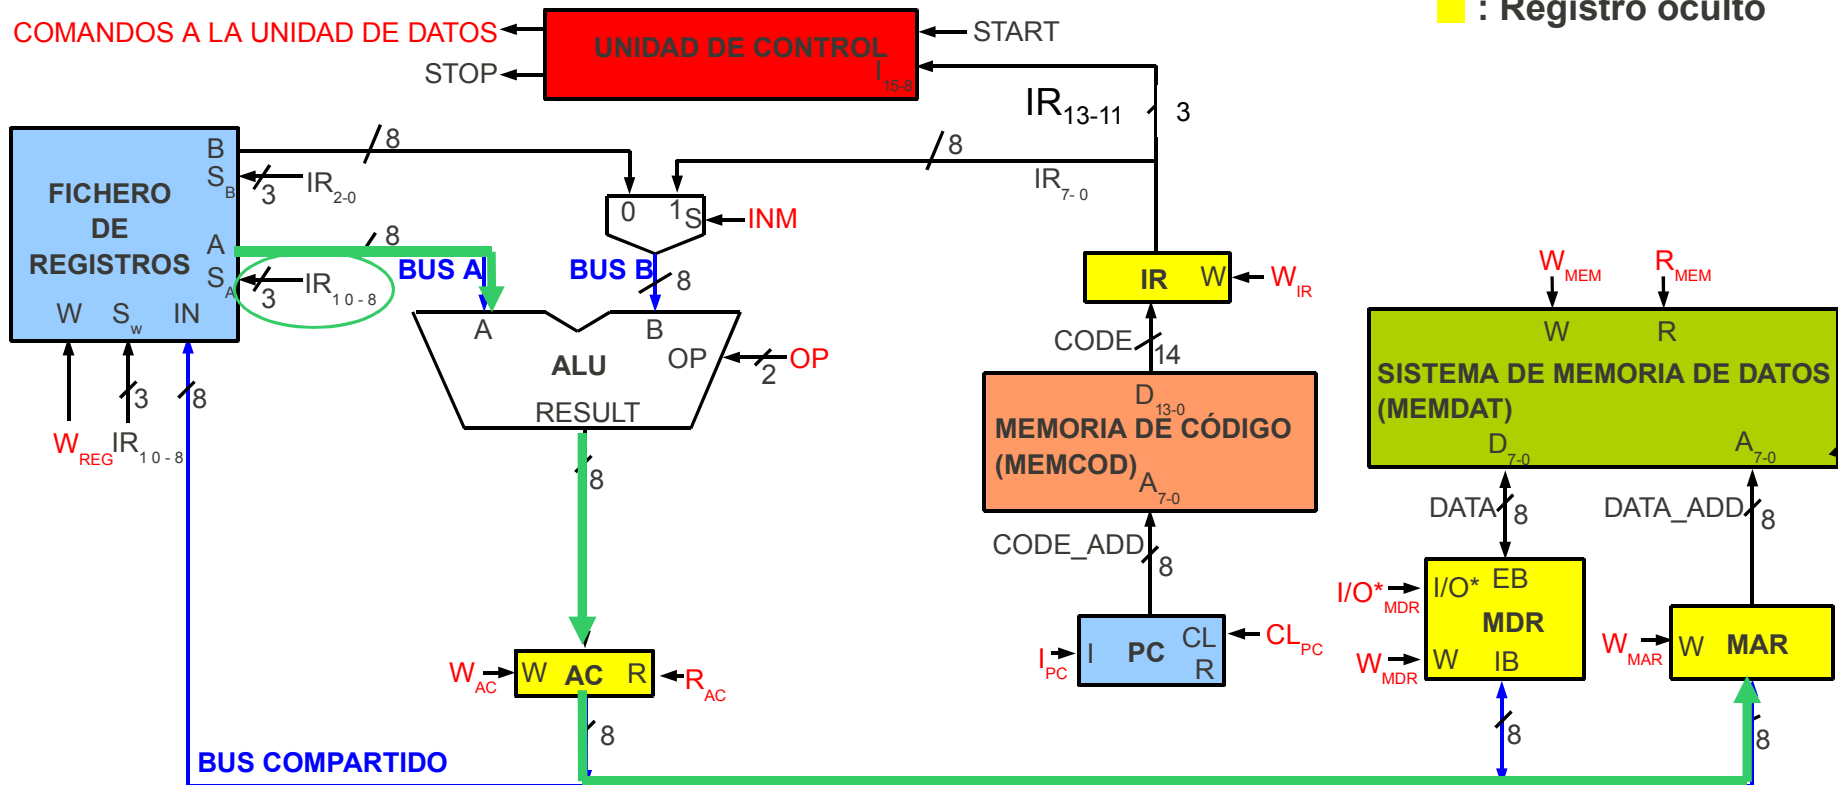 : Registro oculto
COMANDOS A LA UNIDAD DE DATOS
UNIDAD DE CONTROL
START
STOP
I15-8
IR13-11
3
B
8
8
SB
3
IR2-0
IR7-0
FICHERO
DE
REGISTROS
0
1
S
INM
A
8
BUS A
BUS B
8
SA
3
IR10-8
IR
W
WIR
WMEM
RMEM
W
Sw
IN
A
B
OP
2
OP
ALU
RESULT
CODE
14
W
R
SISTEMA DE MEMORIA DE DATOS
(MEMDAT)
D7-0
A7-0
3
8
WREG
IR10-8
8
D13-0
MEMORIA DE CÓDIGO
(MEMCOD)
A7-0
DATA
8
DATA_ADD
8
CODE_ADD
8
I/O*MDR
I/O*
EB
MDR
WMDR
W
IB
IPC
I
PC
CL
R
CLPC
WMAR
W
MAR
WAC
W
AC
R
RAC
8
8
8
BUS COMPARTIDO